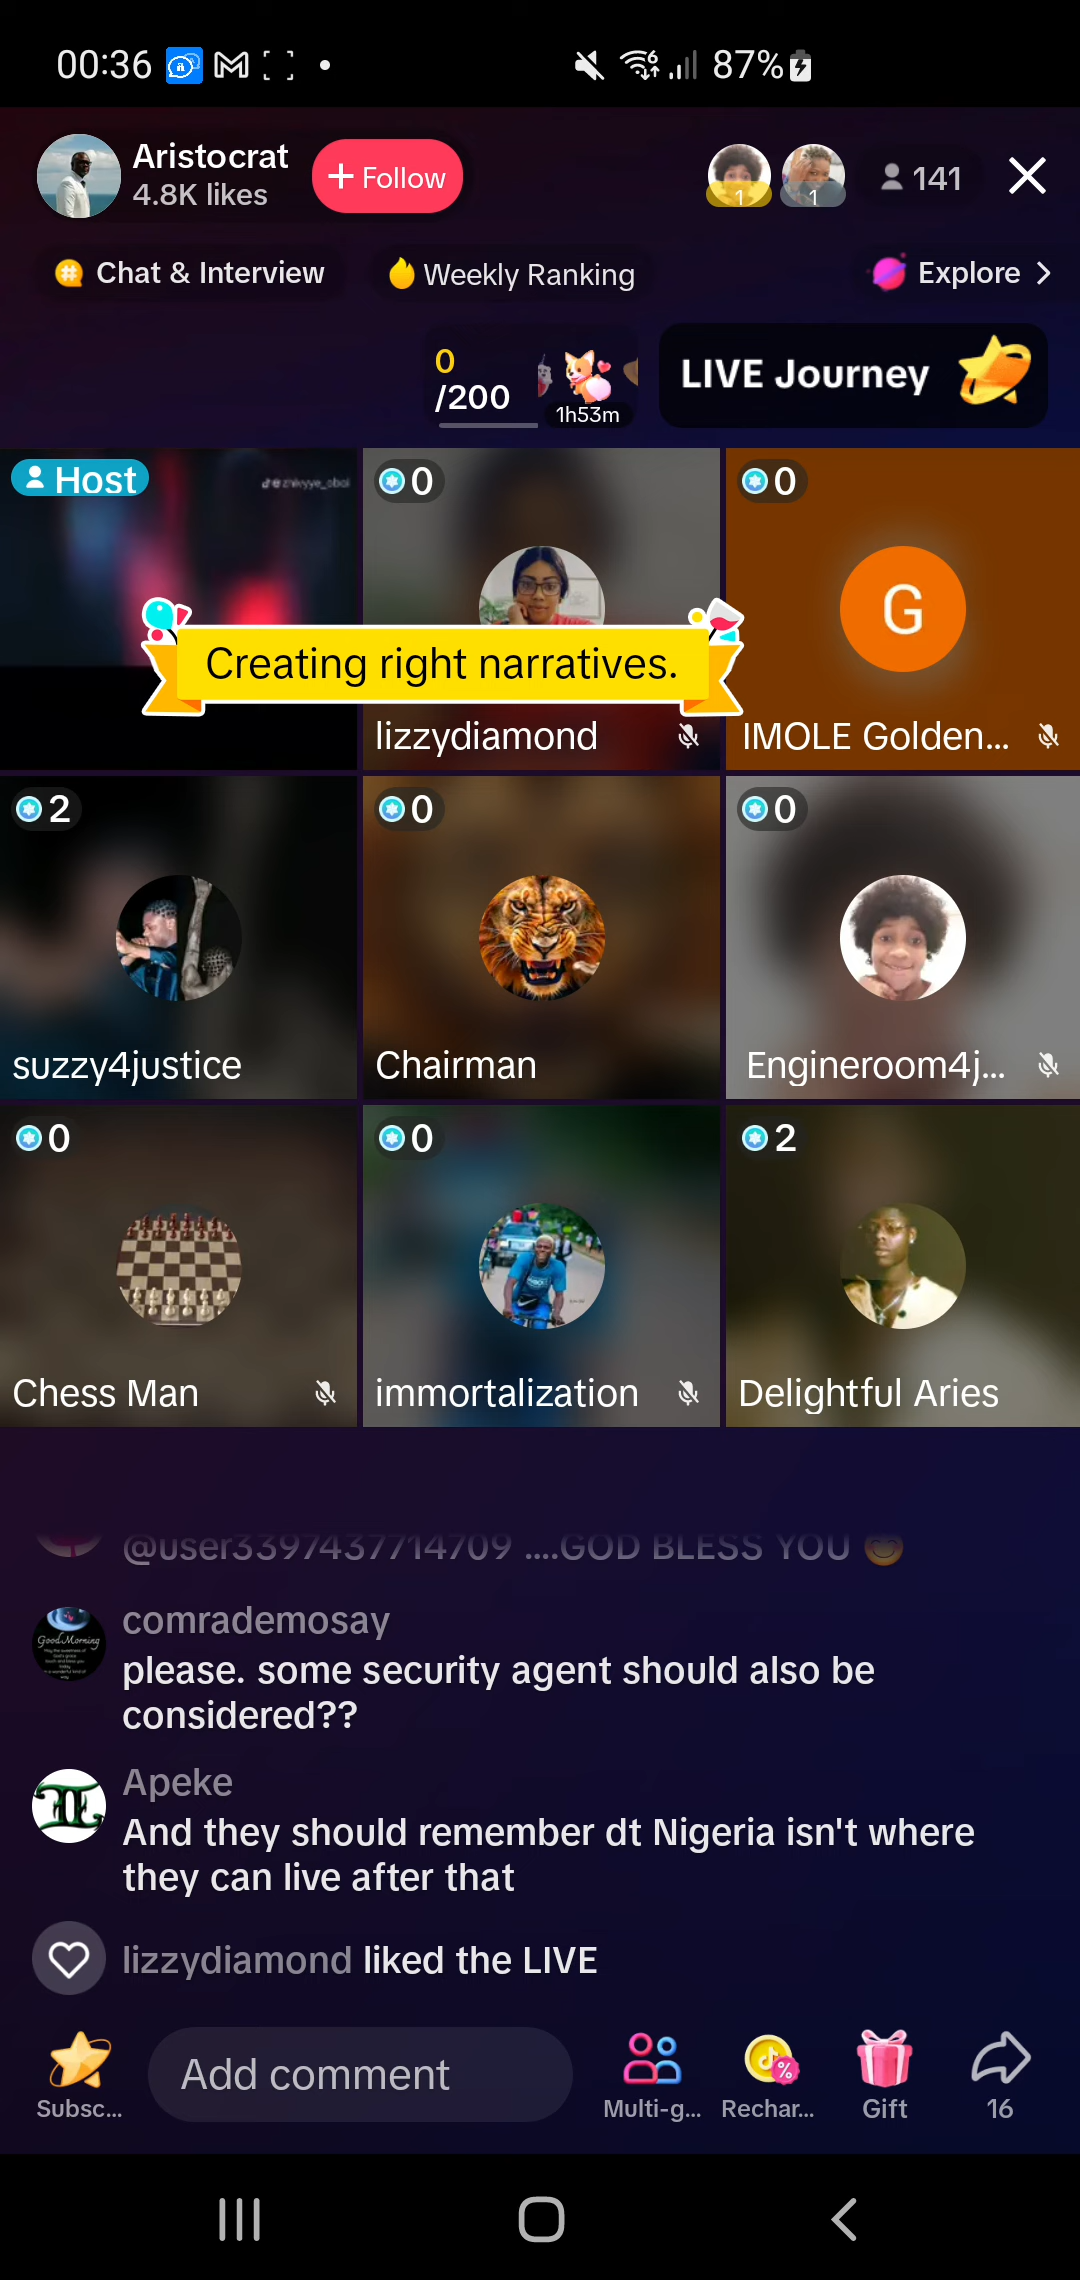 00:36
87%
Aristocrat
4.8K likes
+ Follow
1
1
141
Chat & Interview
Weekly Ranking
Explore >
0
/200
1h53m
LIVE Journey
Host
0
0
Creating right narratives.
lizzydiamond
G
IMOLE Golden...
2
0
0
suzzy4justice
Chairman
Engineroom4j...
0
0
2
Chess Man
immortalization
Delightful Aries
@user3397437714709 ....GOD BLESS YOU 😊
comrademosay
Good Morning
please. some security agent should also be
considered??
Apeke
And they should remember dt Nigeria isn't where
they can live after that
lizzydiamond liked the LIVE
Add comment
Subsc...
Multi-g...
Rechar...
Gift
16